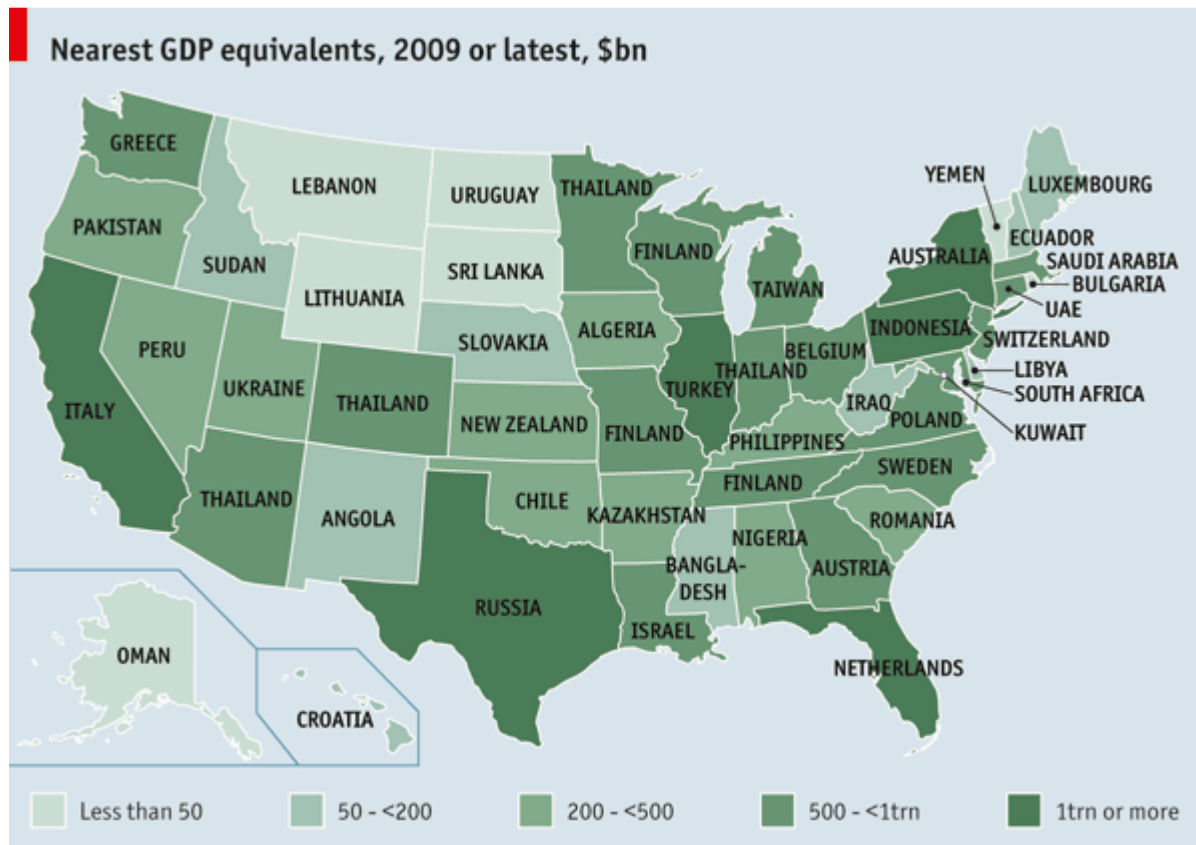 Nearest GDP equivalents, 2009 or latest, $bn
GREECE
LEBANON
URUGUAY
THAILAND
YEMEN
LUXEMBOURG
PAKISTAN
SUDAN
SRI LANKA
FINLAND
AUSTRALIA
ECUADOR
SAUDI ARABIA
BULGARIA
UAE
LITHUANIA
TAIWAN
PERU
UKRAINE
SLOVAKIA
ALGERIA
INDONESIA
SWITZERLAND
BELGIUM
THAILAND
LIBYA
SOUTH AFRICA
KUWAIT
ITALY
THAILAND
NEW ZEALAND
FINLAND
TURKEY
IRAQ
POLAND
PHILIPPINES
THAILAND
ANGOLA
CHILE
KAZAKHSTAN
FINLAND
SWEDEN
ROMANIA
NIGERIA
BANGLA-
DESH
AUSTRIA
RUSSIA
ISRAEL
NETHERLANDS
OMAN
CROATIA
Less than 50
50 - <200
200 - <500
500 - <1trn
1trn or more